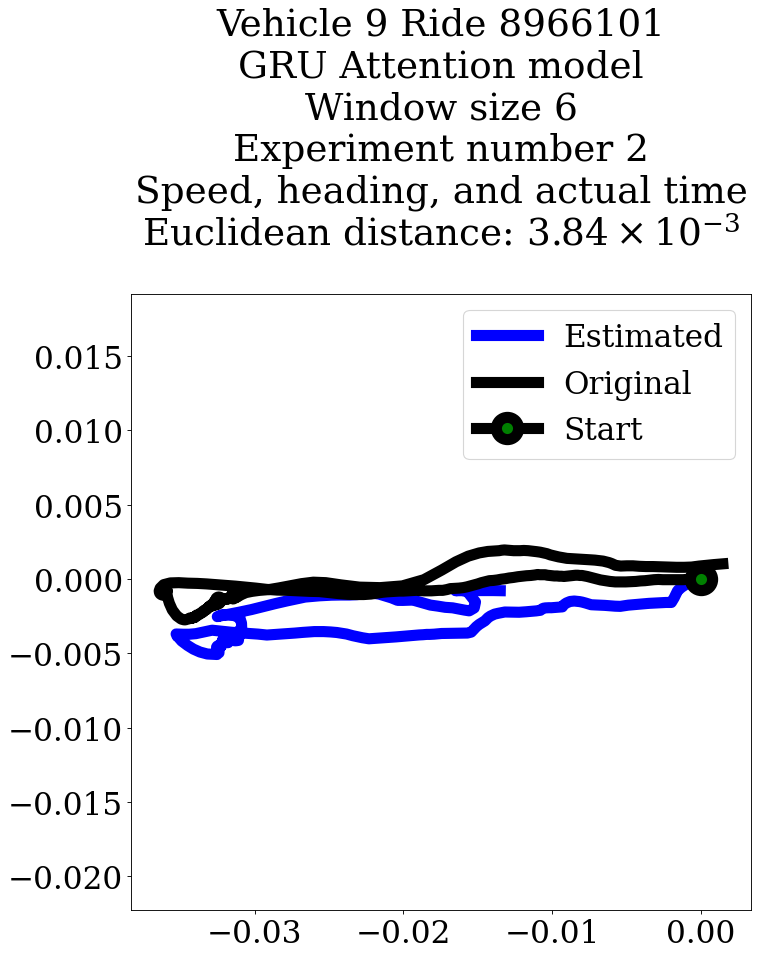 Vehicle 9 Ride 8966101
GRU Attention model
Window size 6
Experiment number 2
Speed, heading, and actual time
Euclidean distance: 3.84 × 10⁻³
Estimated
Original
Start
0.015
0.010
0.005
0.000
−0.005
−0.010
−0.015
−0.020
−0.03
−0.02
−0.01
0.00